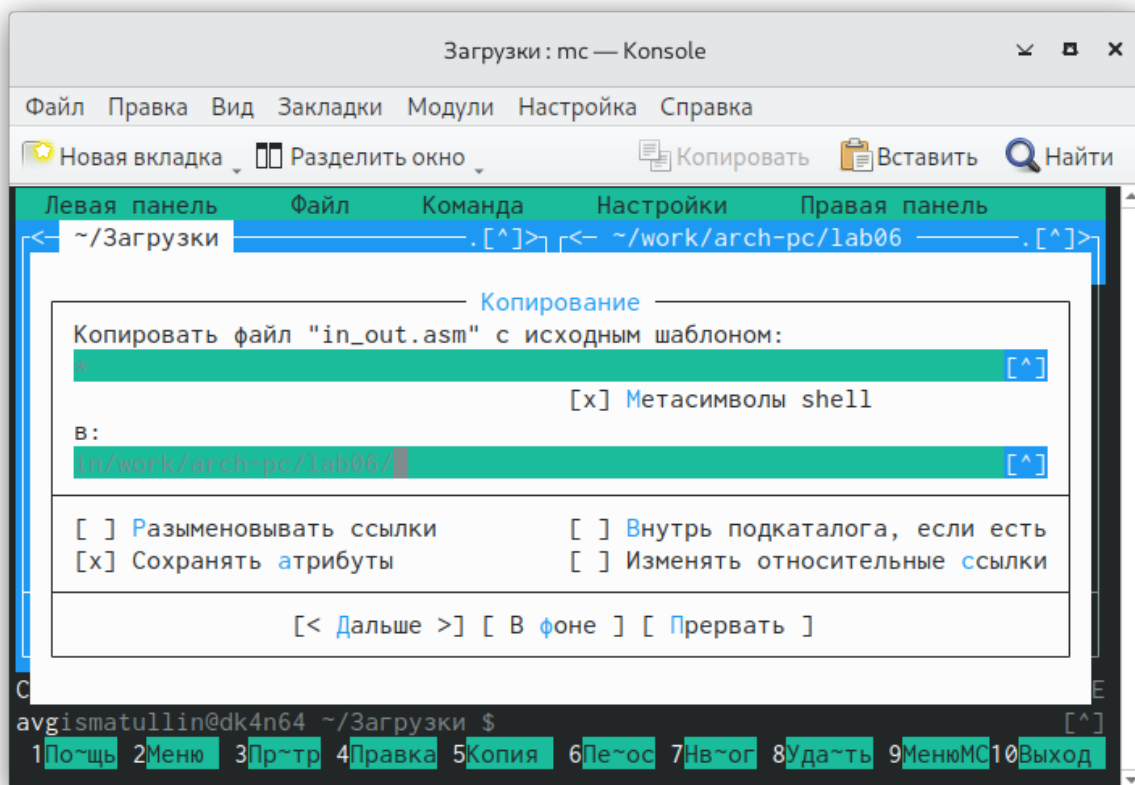 Загрузки : mc — Konsole
Файл Правка Вид Закладки Модули Настройка Справка
Новая вкладка Разделить окно Копировать Вставить Найти
Левая панель Файл Команда Настройки Правая панель
<— ~/Загрузки .[^]> <— ~/work/arch-pc/lab06 .[^]>
Копирование
Копировать файл "in_out.asm" с исходным шаблоном:
* [^]
[x] Метасимволы shell
в:
in/work/arch-pc/lab06/ [^]
[ ] Разыменовывать ссылки [ ] Внутрь подкаталога, если есть
[x] Сохранять атрибуты [ ] Изменять относительные ссылки
[< Дальше >] [ В фоне ] [ Прервать ]
С Е
avgismatullin@dk4n64 ~/Загрузки $ [^]
1По~щь 2Меню 3Пр~тр 4Правка 5Копия 6Пе~ос 7Нв~ог 8Уда~ть 9МенюМС10Выход